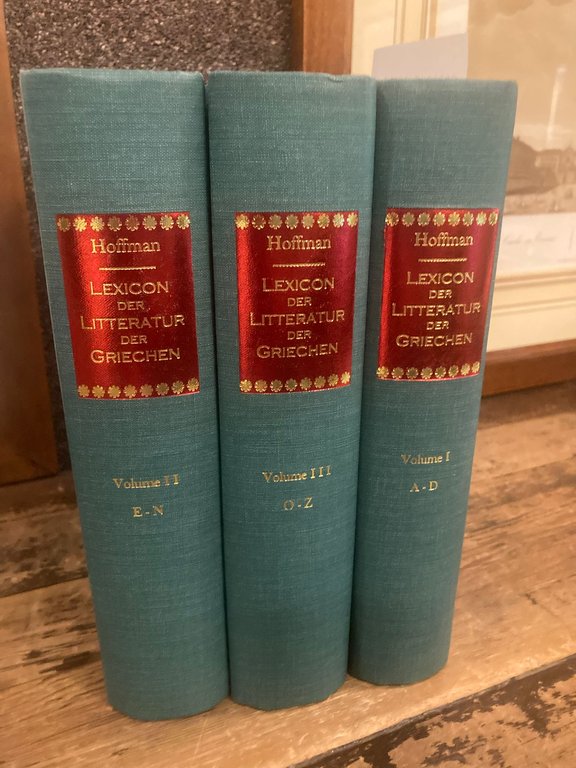 Hoffman
LEXICON
DER
LITTERATUR
DER
GRIECHEN
Volume II
E-N
Hoffman
LEXICON
DER
LITTERATUR
DER
GRIECHEN
Volume III
O-Z
Hoffman
LEXICON
DER
LITTERATUR
DER
GRIECHEN
Volume I
A-D